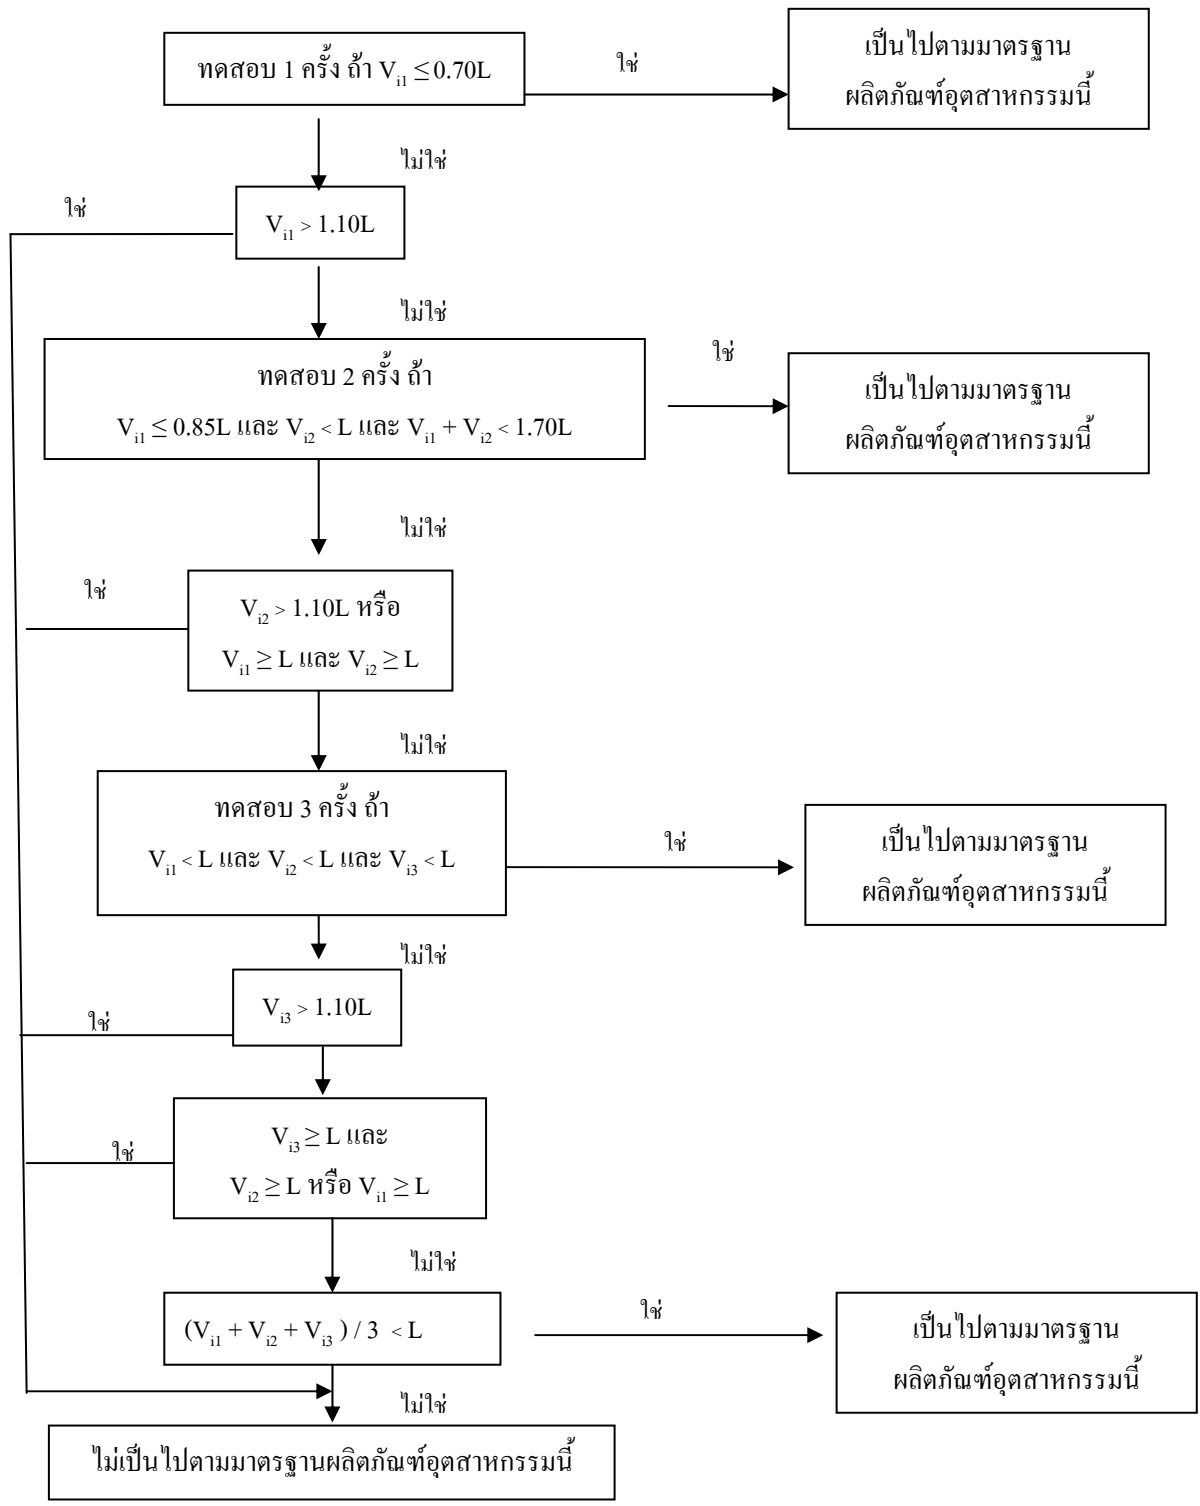 ทดสอบ 1 ครั้ง ถ้า Vi1 ≤ 0.70L
ใช่
เป็นไปตามมาตรฐาน
ผลิตภัณฑ์อุตสาหกรรมนี้
ไม่ใช่
ใช่
Vi1 > 1.10L
ไม่ใช่
ทดสอบ 2 ครั้ง ถ้า
Vi1 ≤ 0.85L และ Vi2 < L และ Vi1 + Vi2 < 1.70L
ใช่
เป็นไปตามมาตรฐาน
ผลิตภัณฑ์อุตสาหกรรมนี้
ไม่ใช่
ใช่
Vi2 > 1.10L หรือ
Vi1 ≥ L และ Vi2 ≥ L
ไม่ใช่
ทดสอบ 3 ครั้ง ถ้า
Vi1 < L และ Vi2 < L และ Vi3 < L
ใช่
เป็นไปตามมาตรฐาน
ผลิตภัณฑ์อุตสาหกรรมนี้
ไม่ใช่
ใช่
Vi3 > 1.10L
ใช่
Vi3 ≥ L และ
Vi2 ≥ L หรือ Vi1 ≥ L
ไม่ใช่
(Vi1 + Vi2 + Vi3 ) / 3 < L
ใช่
เป็นไปตามมาตรฐาน
ผลิตภัณฑ์อุตสาหกรรมนี้
ไม่ใช่
ไม่เป็นไปตามมาตรฐานผลิตภัณฑ์อุตสาหกรรมนี้